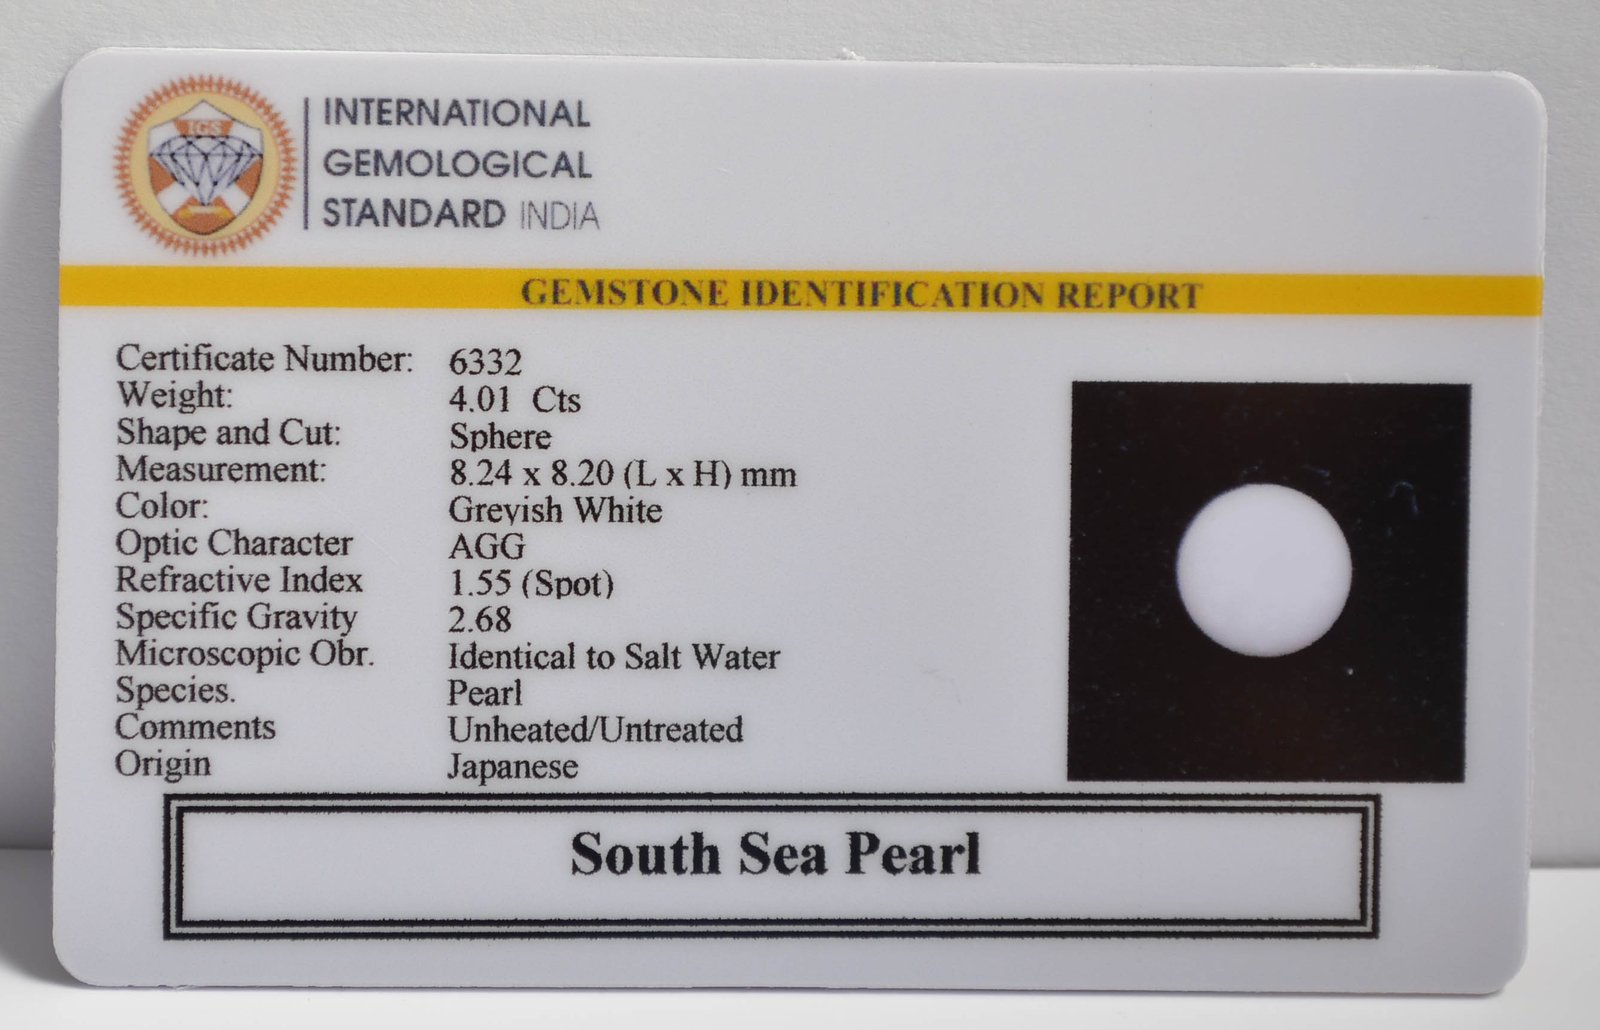 IGS
INTERNATIONAL
GEMOLOGICAL
STANDARD INDIA
GEMSTONE IDENTIFICATION REPORT
Certificate Number: 6332
Weight: 4.01 Cts
Shape and Cut: Sphere
Measurement: 8.24 x 8.20 (L x H) mm
Color: Greyish White
Optic Character AGG
Refractive Index 1.55 (Spot)
Specific Gravity 2.68
Microscopic Obr. Identical to Salt Water
Species. Pearl
Comments Unheated/Untreated
Origin Japanese
South Sea Pearl